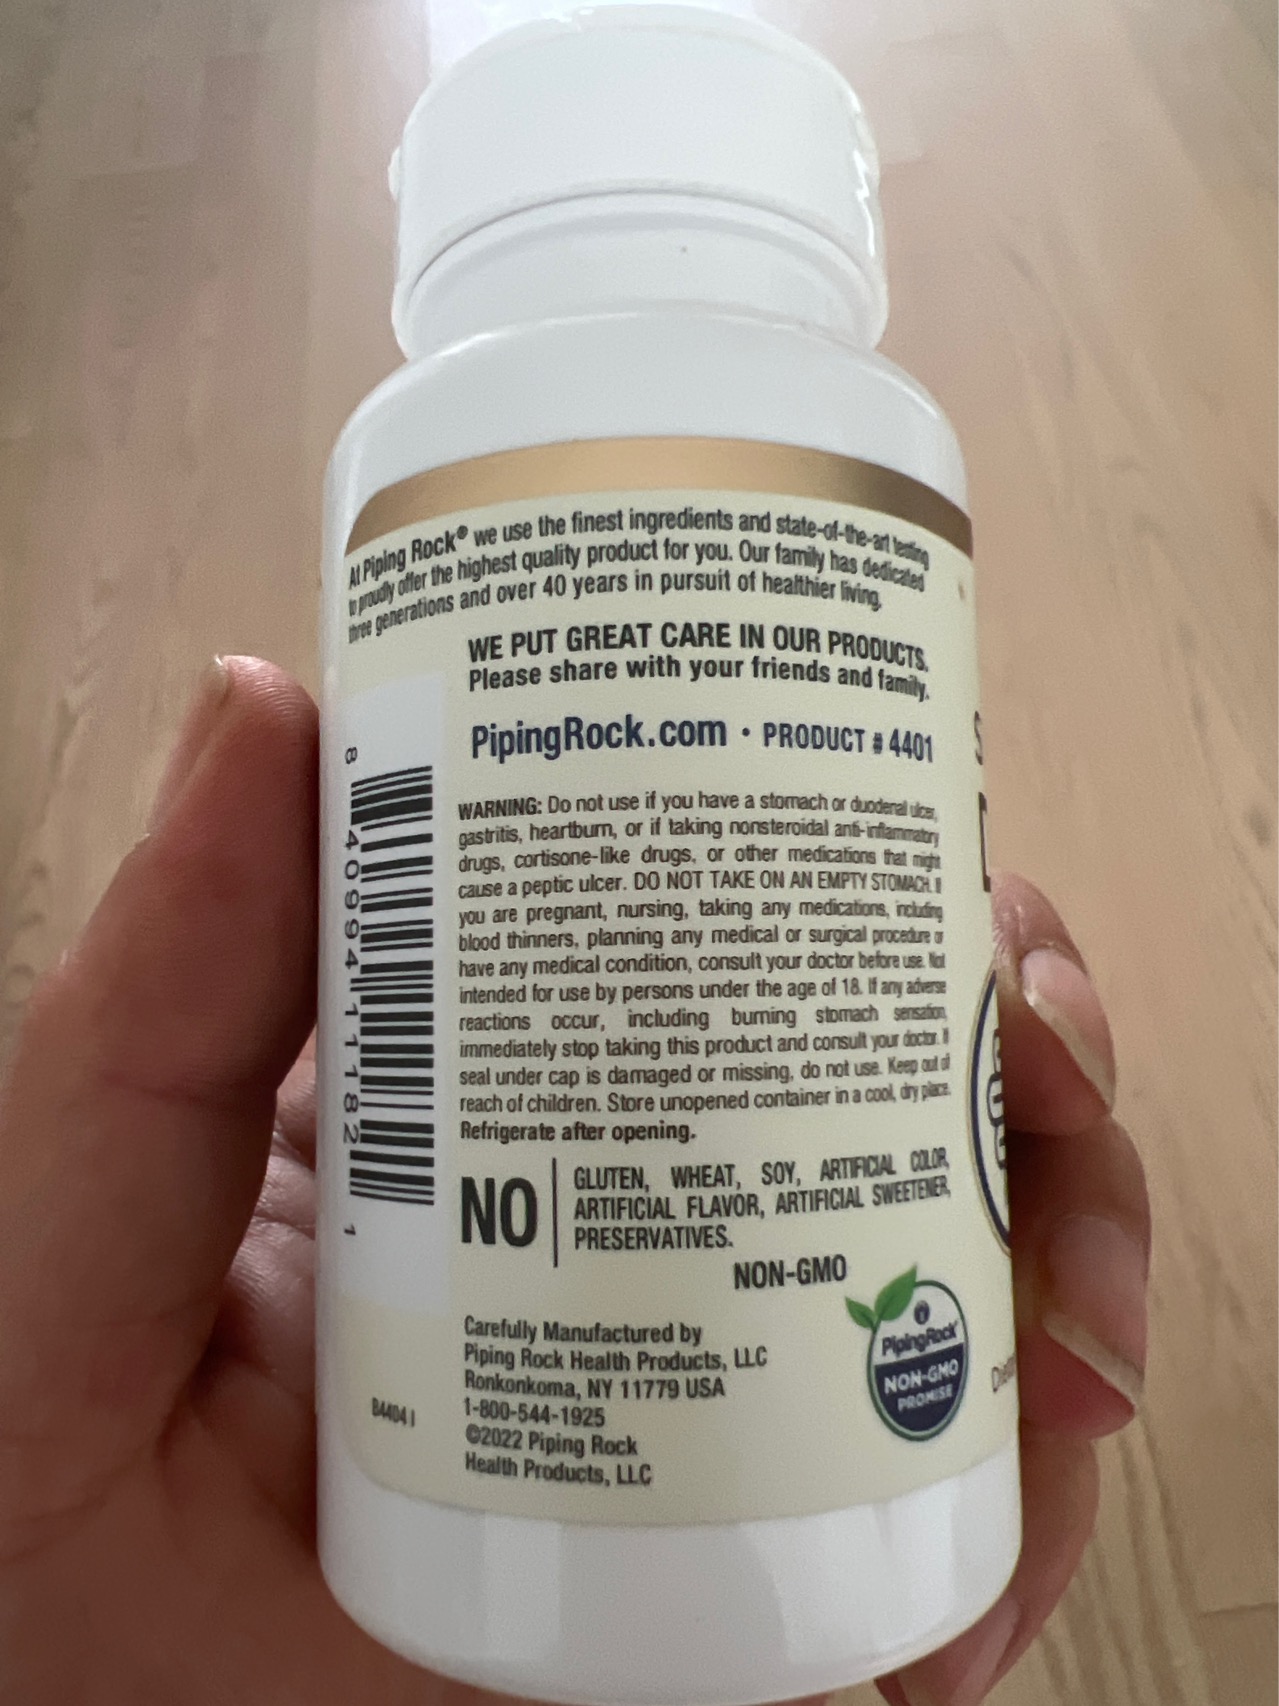 At Piping Rock® we use the finest ingredients and state-of-the-art testing
to proudly offer the highest quality product for you. Our family has dedicated
three generations and over 40 years in pursuit of healthier living.
WE PUT GREAT CARE IN OUR PRODUCTS.
Please share with your friends and family.
PipingRock.com • PRODUCT # 4401
WARNING: Do not use if you have a stomach or duodenal ulcer,
gastritis, heartburn, or if taking nonsteroidal anti-inflammatory
drugs, cortisone-like drugs, or other medications that might
cause a peptic ulcer. DO NOT TAKE ON AN EMPTY STOMACH. If
you are pregnant, nursing, taking any medications, including
blood thinners, planning any medical or surgical procedure or
have any medical condition, consult your doctor before use. Not
intended for use by persons under the age of 18. If any adverse
reactions occur, including burning stomach sensation,
immediately stop taking this product and consult your doctor. If
seal under cap is damaged or missing, do not use. Keep out of
reach of children. Store unopened container in a cool, dry place.
Refrigerate after opening.
NO
GLUTEN, WHEAT, SOY, ARTIFICIAL COLOR,
ARTIFICIAL FLAVOR, ARTIFICIAL SWEETENER,
PRESERVATIVES.
NON-GMO
Carefully Manufactured by
Piping Rock Health Products, LLC
Ronkonkoma, NY 11779 USA
1-800-544-1925
©2022 Piping Rock
Health Products, LLC
PipingRock
NON-GMO
PROMISE
8 40994 11182 1
B4404 I